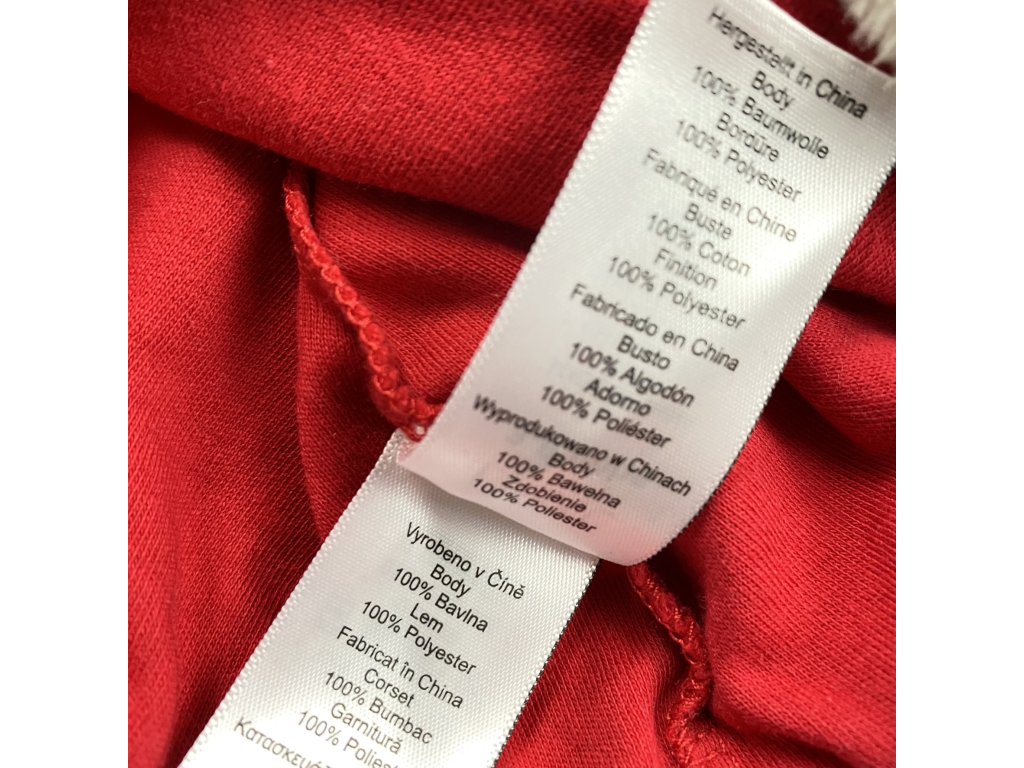 Hergestellt in China
Body
100% Baumwolle
Bordüre
100% Polyester
Fabriqué en Chine
Buste
100% Coton
Finition
100% Polyester
Fabricado en China
Busto
100% Algodón
Adorno
100% Poliéster
Wyprodukowano w Chinach
Body
100% Bawełna
Zdobienie
100% Poliester
Vyrobeno v Číně
Body
100% Bavlna
Lem
100% Polyester
Fabricat în China
Corset
100% Bumbac
Garnitură
100%